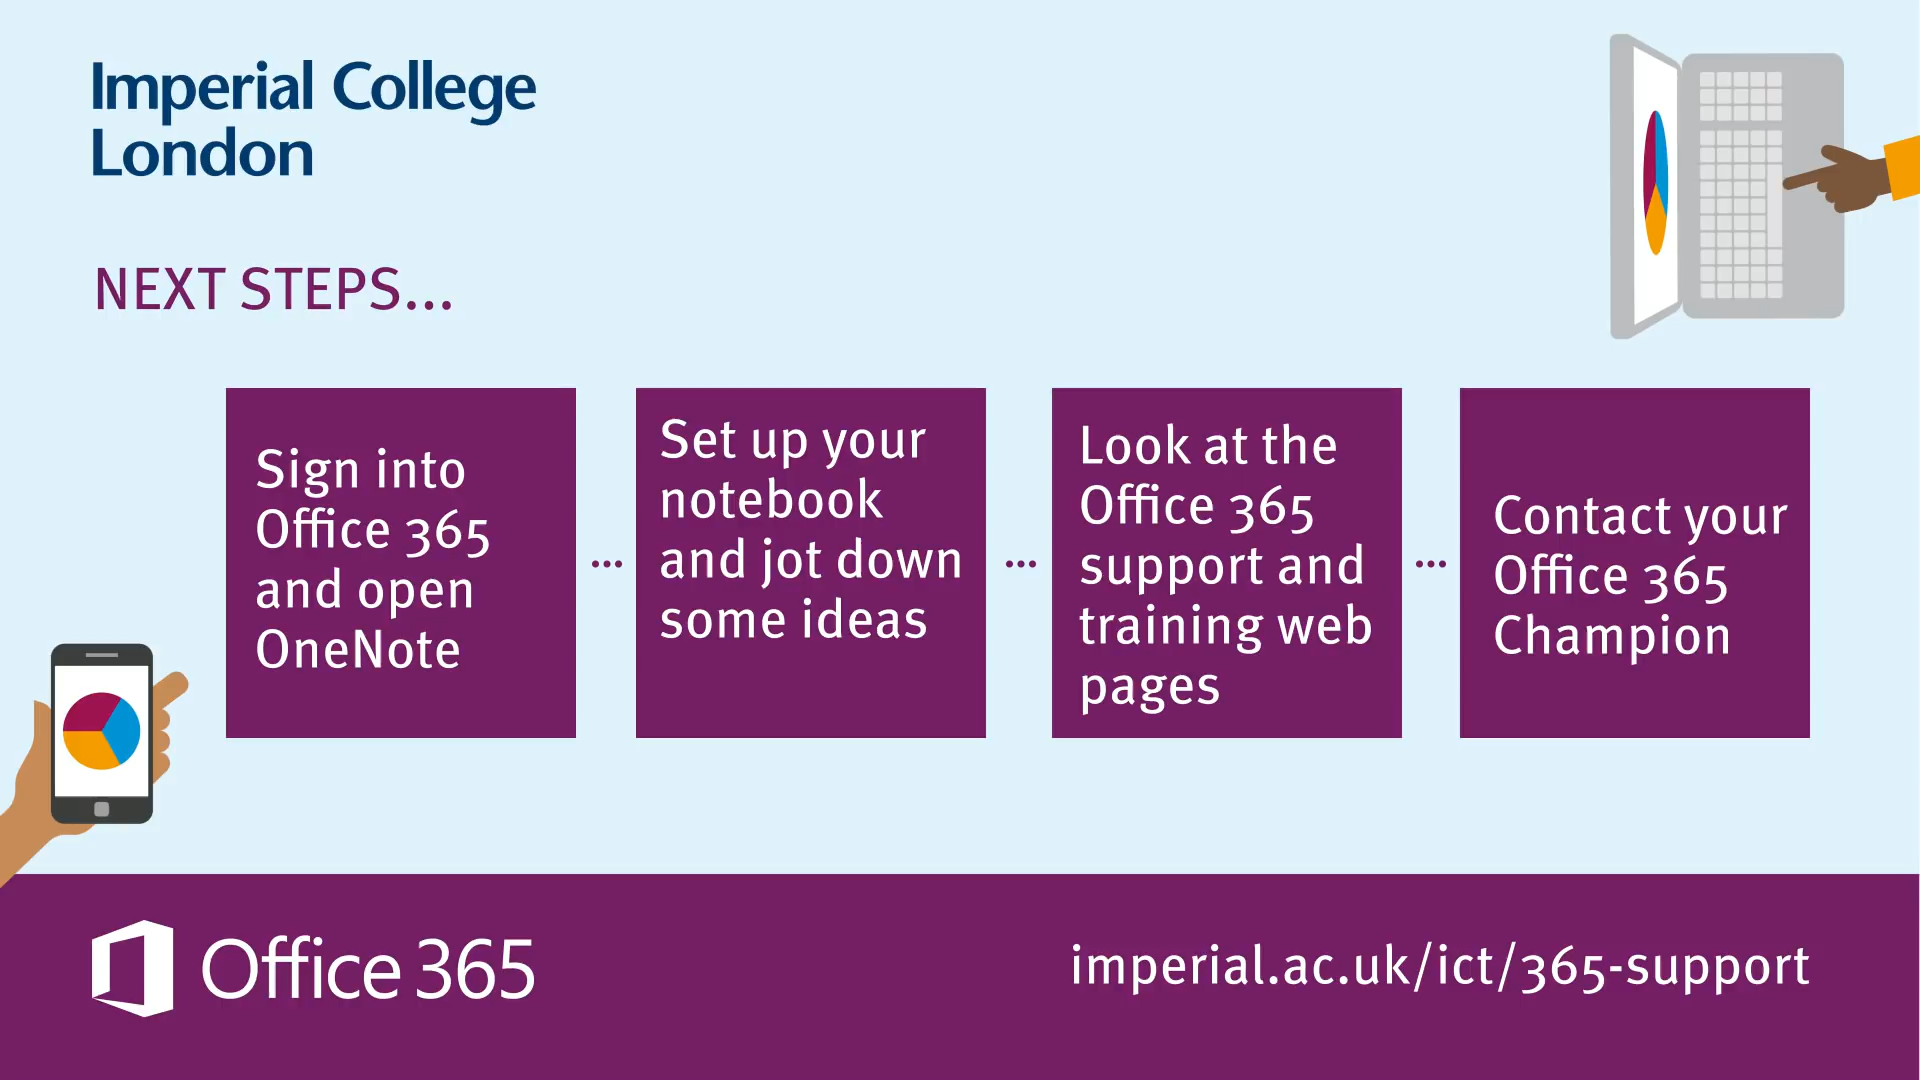 Imperial College
London
NEXT STEPS...
Sign into
Office 365
and open
OneNote
...
Set up your
notebook
and jot down
some ideas
...
Look at the
Office 365
support and
training web
pages
...
Contact your
Office 365
Champion
Office 365
imperial.ac.uk/ict/365-support